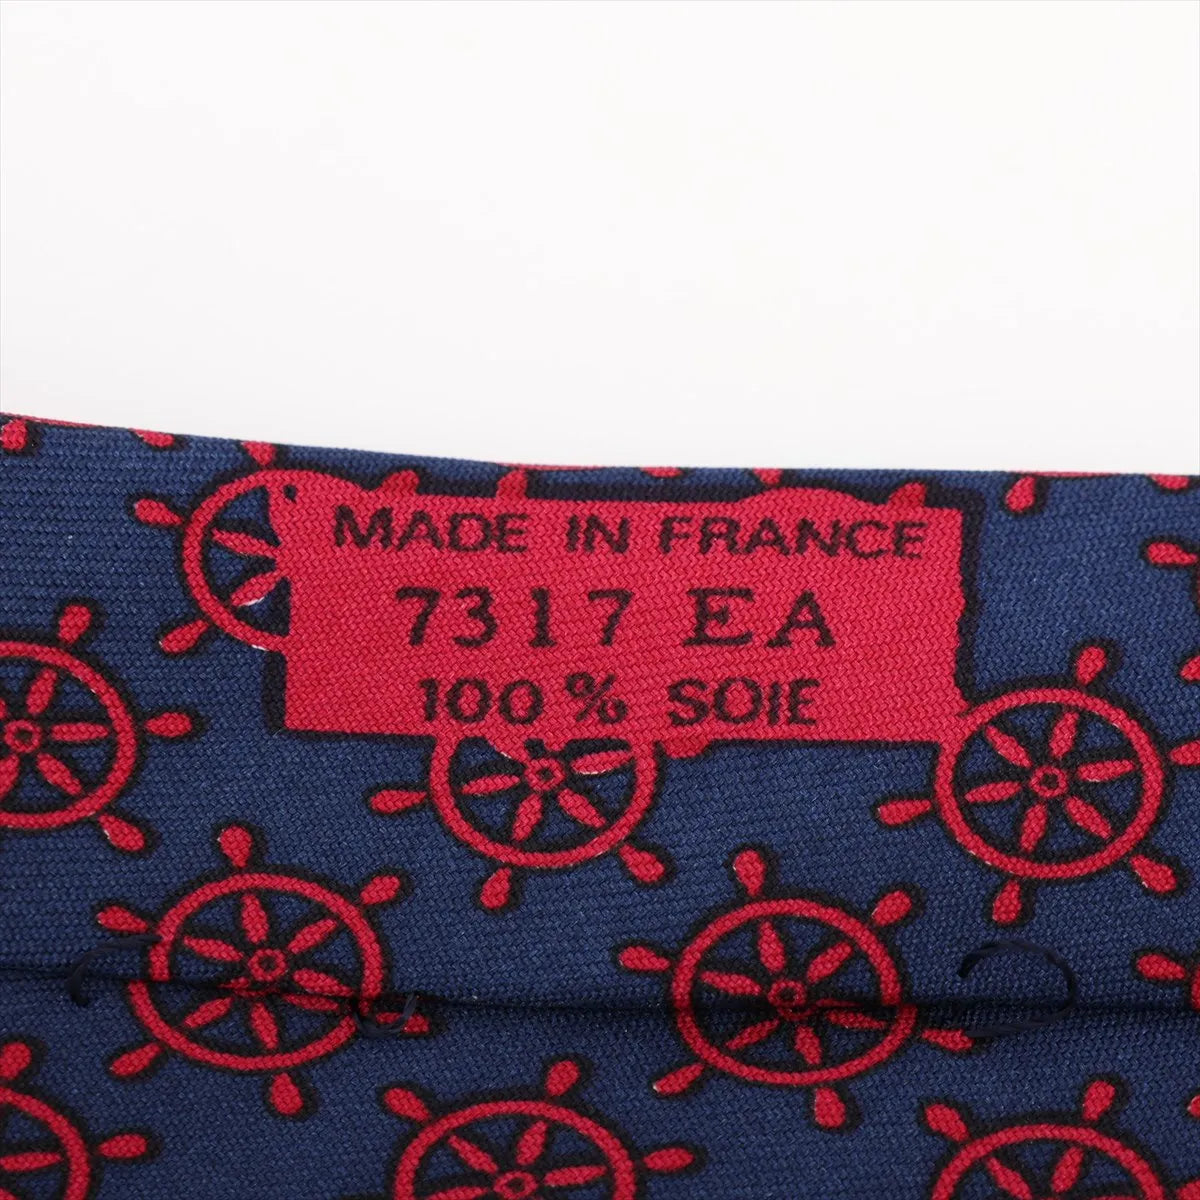 MADE IN FRANCE
7317 EA
100% SOIE